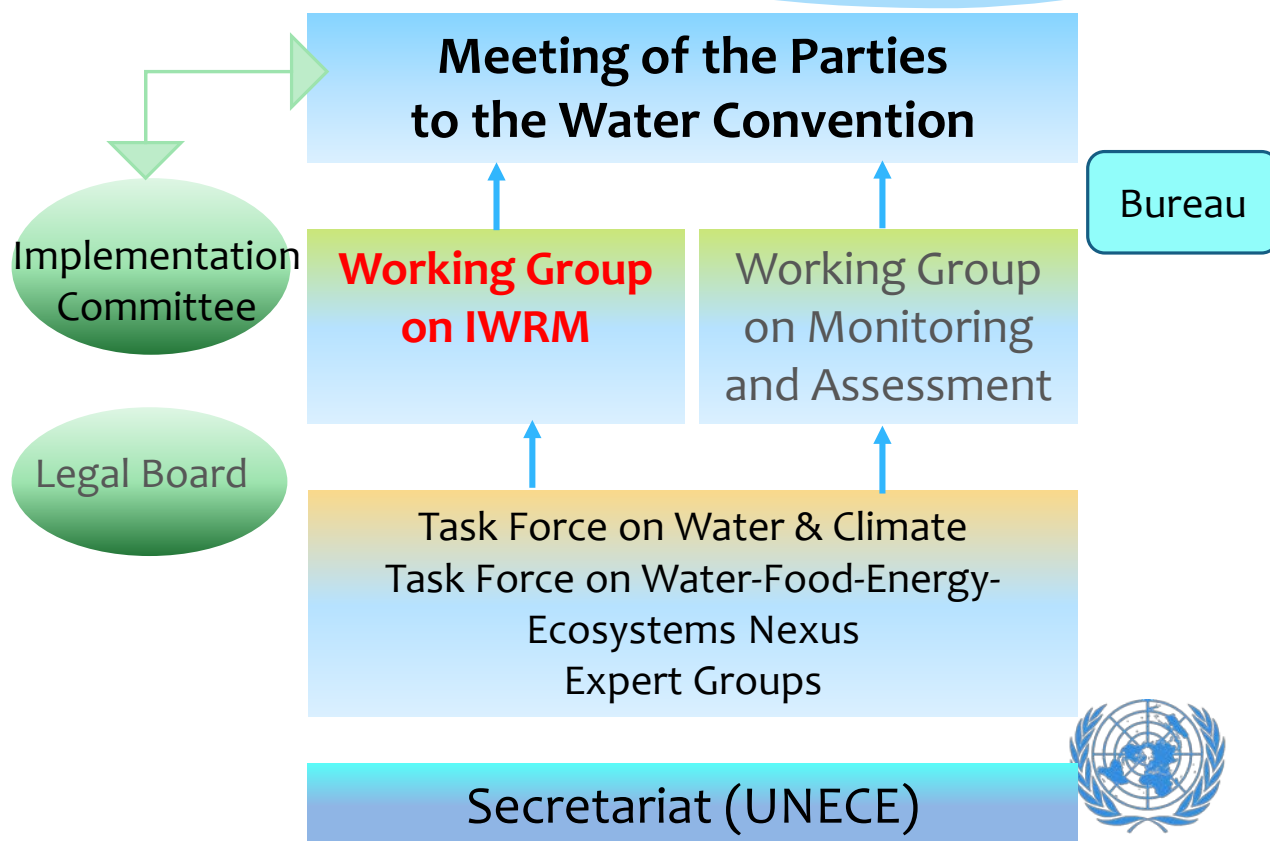 Meeting of the Parties
to the Water Convention
Bureau
Implementation
Committee
Working Group
on IWRM
Working Group
on Monitoring
and Assessment
Legal Board
Task Force on Water & Climate
Task Force on Water-Food-Energy-
Ecosystems Nexus
Expert Groups
Secretariat (UNECE)